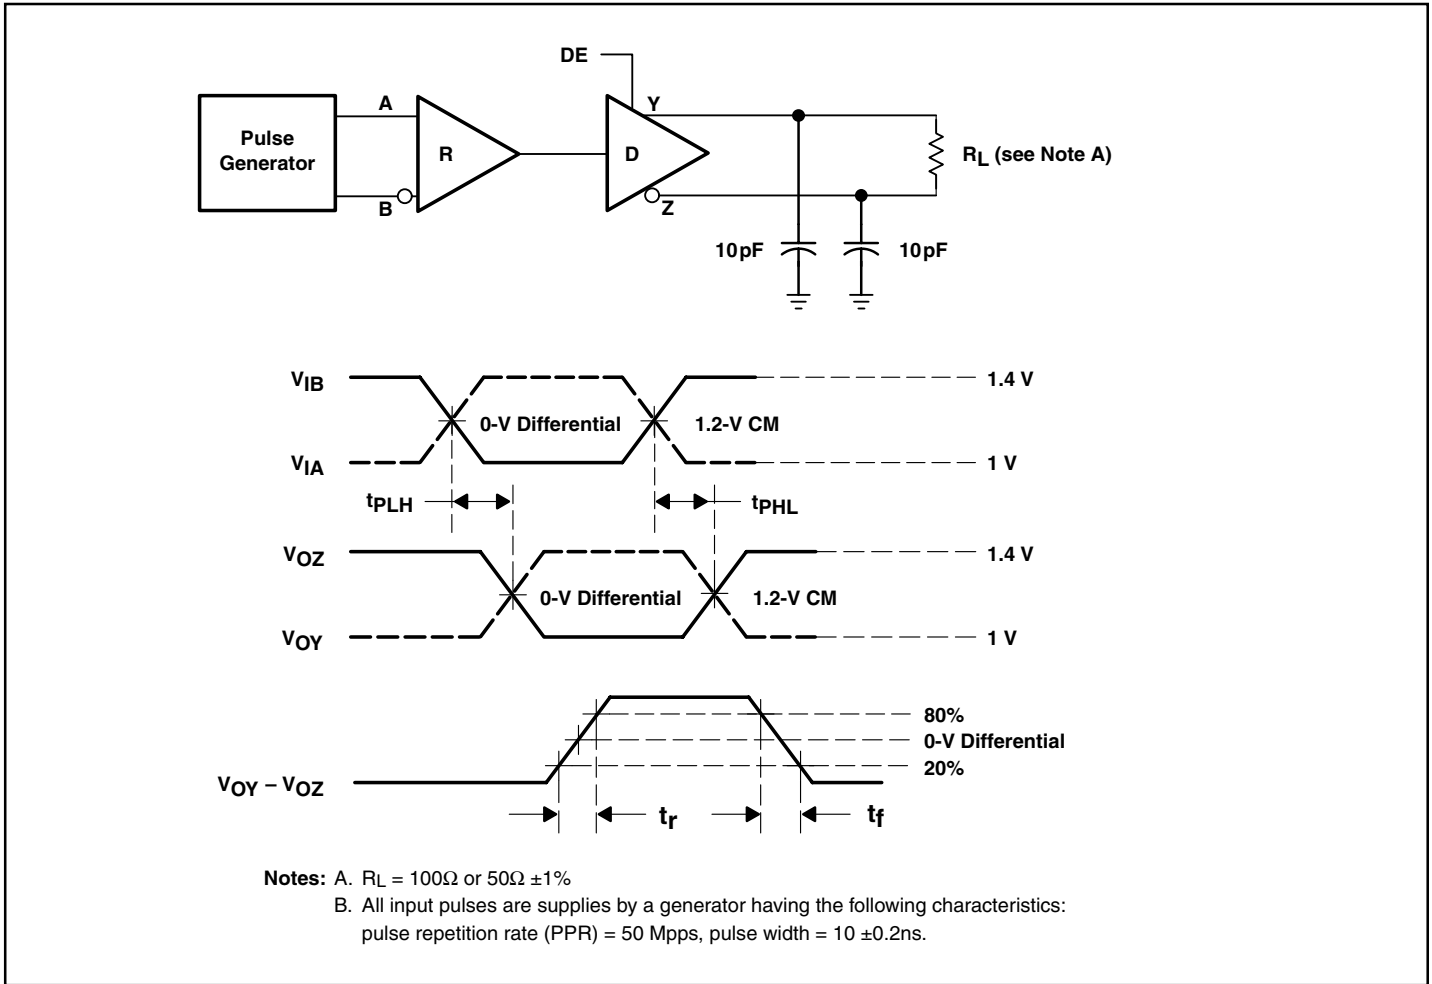 DE
A
Y
Pulse
Generator
R
D
RL (see Note A)
B
Z
10pF
10pF
VIB
1.4 V
0-V Differential
1.2-V CM
VIA
1 V
tPLH
tPHL
VOZ
1.4 V
0-V Differential
1.2-V CM
VOY
1 V
80%
0-V Differential
20%
VOY – VOZ
tr
tf
Notes: A. RL = 100Ω or 50Ω ±1%
B. All input pulses are supplies by a generator having the following characteristics:
pulse repetition rate (PPR) = 50 Mpps, pulse width = 10 ±0.2ns.